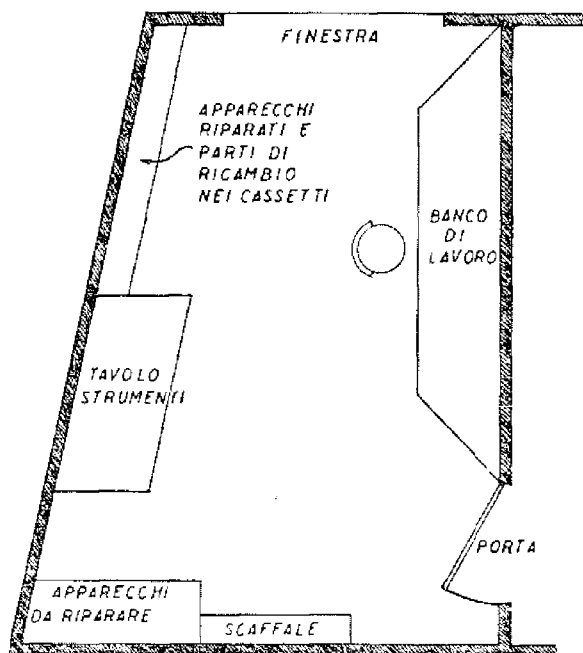 FINESTRA
APPARECCHI
RIPARATI E
PARTI DI
RICAMBIO
NEI CASSETTI
BANCO
DI
LAVORO
TAVOLO
STRUMENTI
PORTA
APPARECCHI
DA RIPARARE
SCAFFALE